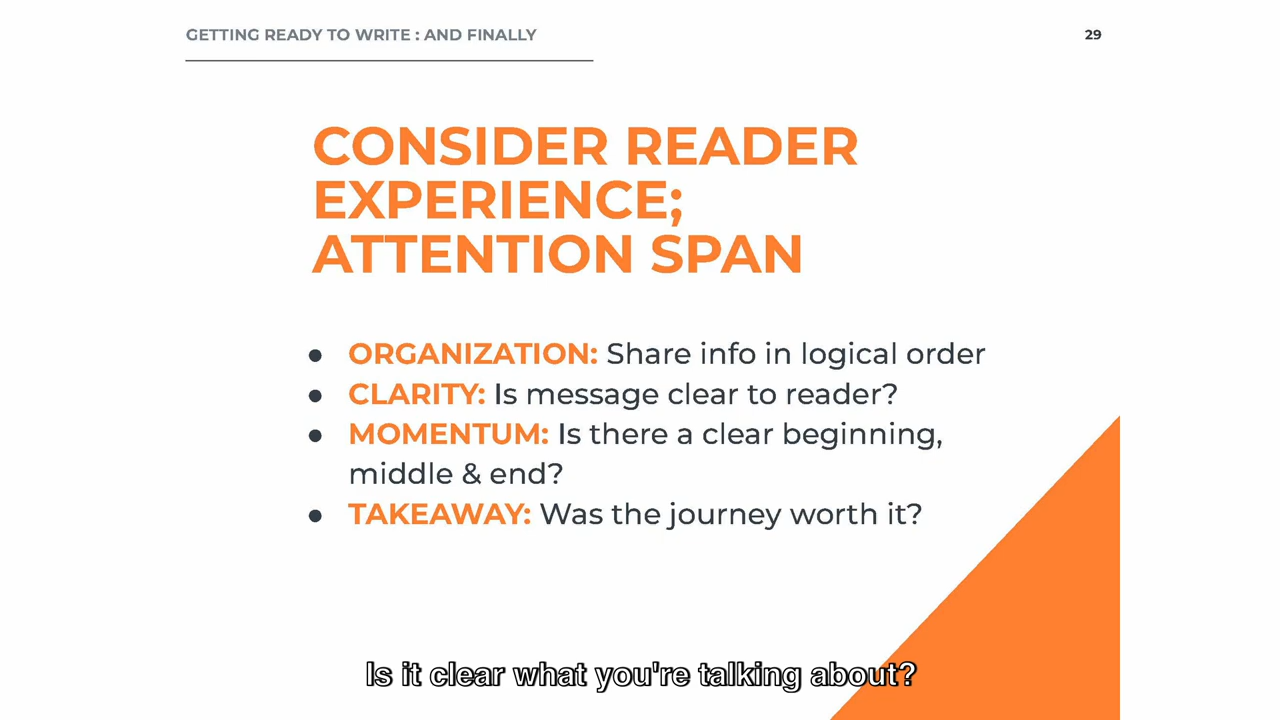 GETTING READY TO WRITE : AND FINALLY
29
CONSIDER READER
EXPERIENCE;
ATTENTION SPAN
● ORGANIZATION: Share info in logical order
● CLARITY: Is message clear to reader?
● MOMENTUM: Is there a clear beginning,
middle & end?
● TAKEAWAY: Was the journey worth it?
Is it clear what you're talking about?